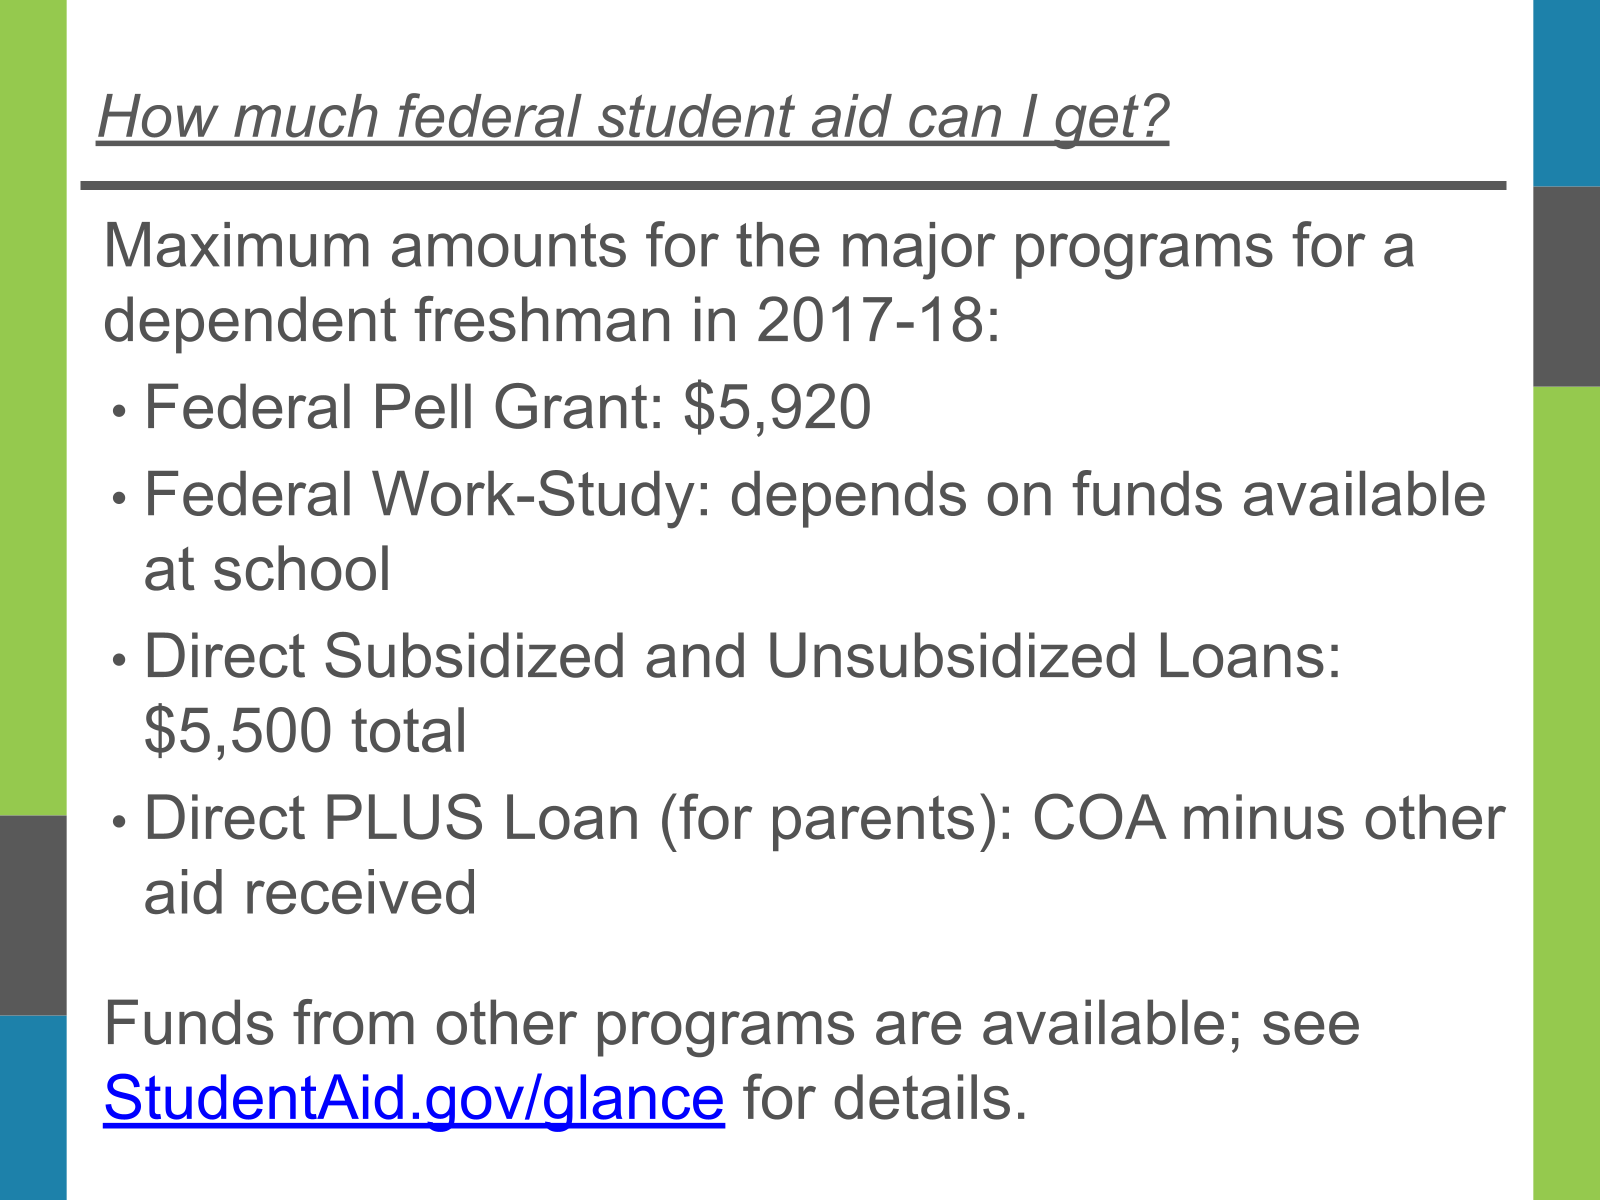 How much federal student aid can I get?
Maximum amounts for the major programs for a
dependent freshman in 2017-18:
• Federal Pell Grant: $5,920
• Federal Work-Study: depends on funds available
at school
• Direct Subsidized and Unsubsidized Loans:
$5,500 total
• Direct PLUS Loan (for parents): COA minus other
aid received
Funds from other programs are available; see
StudentAid.gov/glance for details.